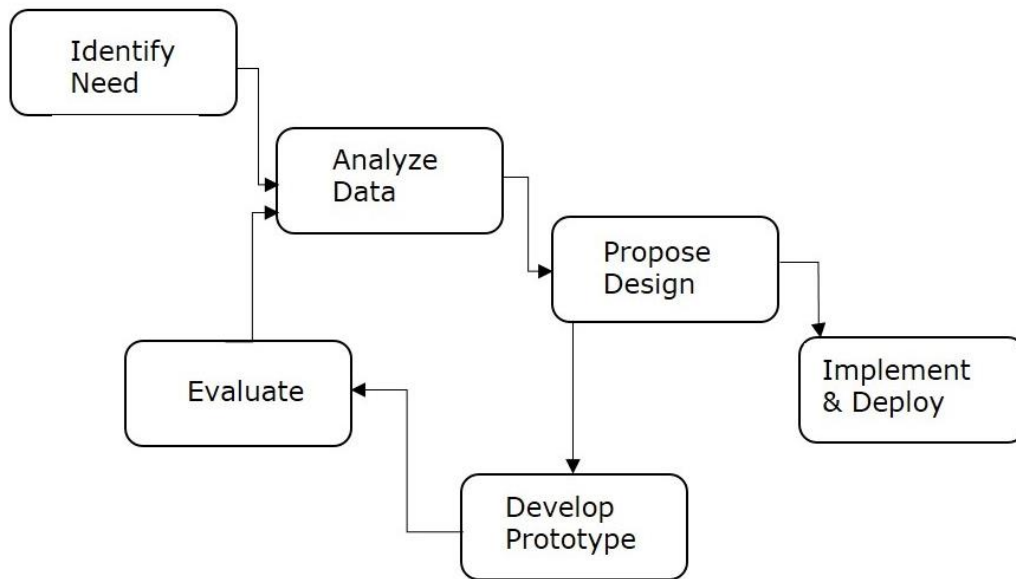 Identify
Need
Analyze
Data
Propose
Design
Implement
& Deploy
Evaluate
Develop
Prototype